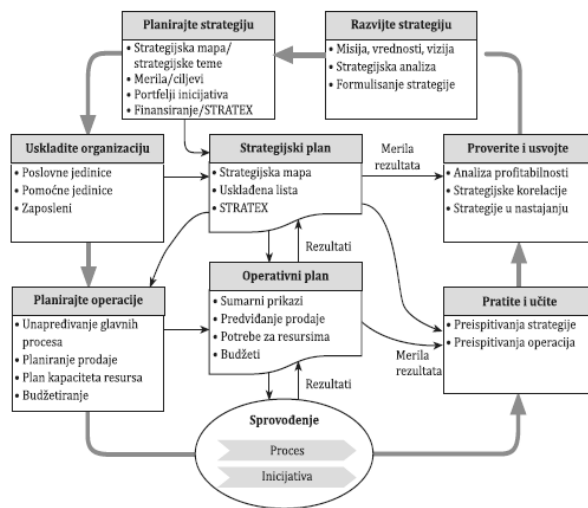 Planirajte strategiju
• Strategijska mapa/
strategijske teme
• Merila/ciljevi
• Portfelji inicijativa
• Finansiranje/STRATEX
Razvijte strategiju
• Misija, vrednosti, vizija
• Strategijska analiza
• Formulisanje strategije
Uskladite organizaciju
• Poslovne jedinice
• Pomoćne jedinice
• Zaposleni
Strategijski plan
• Strategijska mapa
• Usklađena lista
• STRATEX
Merila
rezultata
Proverite i usvojte
• Analiza profitabilnosti
• Strategijske korelacije
• Strategije u nastajanju
Rezultati
Planirajte operacije
• Unapređivanje glavnih
procesa
• Planiranje prodaje
• Plan kapaciteta resursa
• Budžetiranje
Operativni plan
• Sumarni prikazi
• Predviđanje prodaje
• Potrebe za resursima
• Budžeti
Merila
rezultata
Pratite i učite
• Preispitivanja strategije
• Preispitivanja operacija
Rezultati
Sprovođenje
Proces
Inicijativa